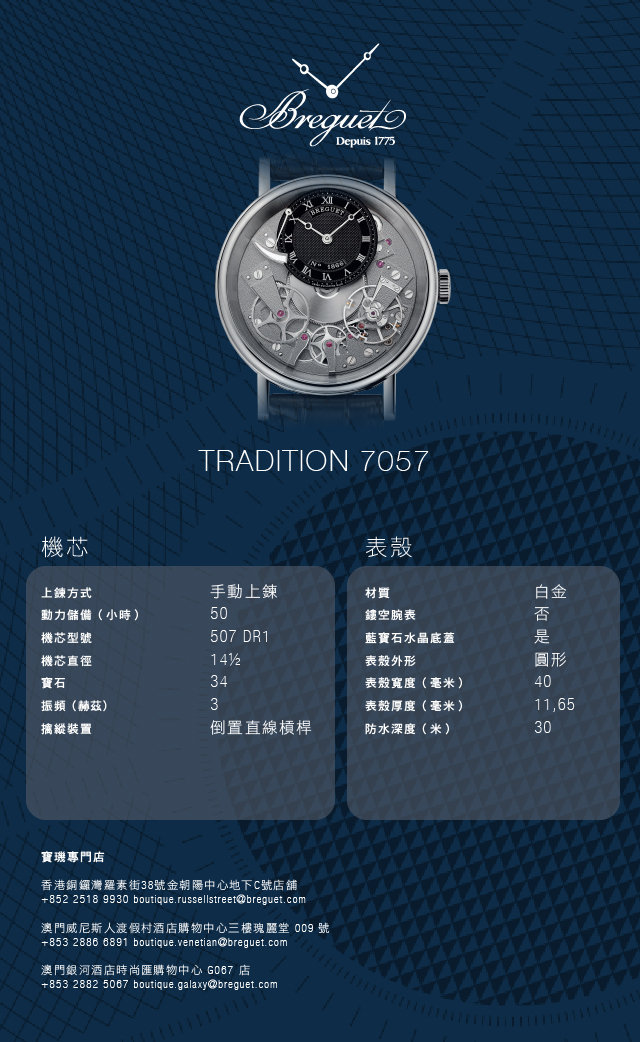 Breguet
Depuis 1775
BREGUET
TRADITION 7057
機芯
上鍊方式 手動上鍊
動力儲備（小時） 50
機芯型號 507 DR1
機芯直徑 14½
寶石 34
振頻（赫茲） 3
擒縱裝置 倒置直線槓桿
表殼
材質 白金
鏤空腕表 否
藍寶石水晶底蓋 是
表殼外形 圓形
表殼寬度（毫米） 40
表殼厚度（毫米） 11,65
防水深度（米） 30
寶璣專門店
香港銅鑼灣羅素街38號金朝陽中心地下C號店舖
+852 2518 9930 boutique.russellstreet@breguet.com
澳門威尼斯人渡假村酒店購物中心三樓瑰麗堂 009 號
+853 2886 6891 boutique.venetian@breguet.com
澳門銀河酒店時尚匯購物中心 G067 店
+853 2882 5067 boutique.galaxy@breguet.com